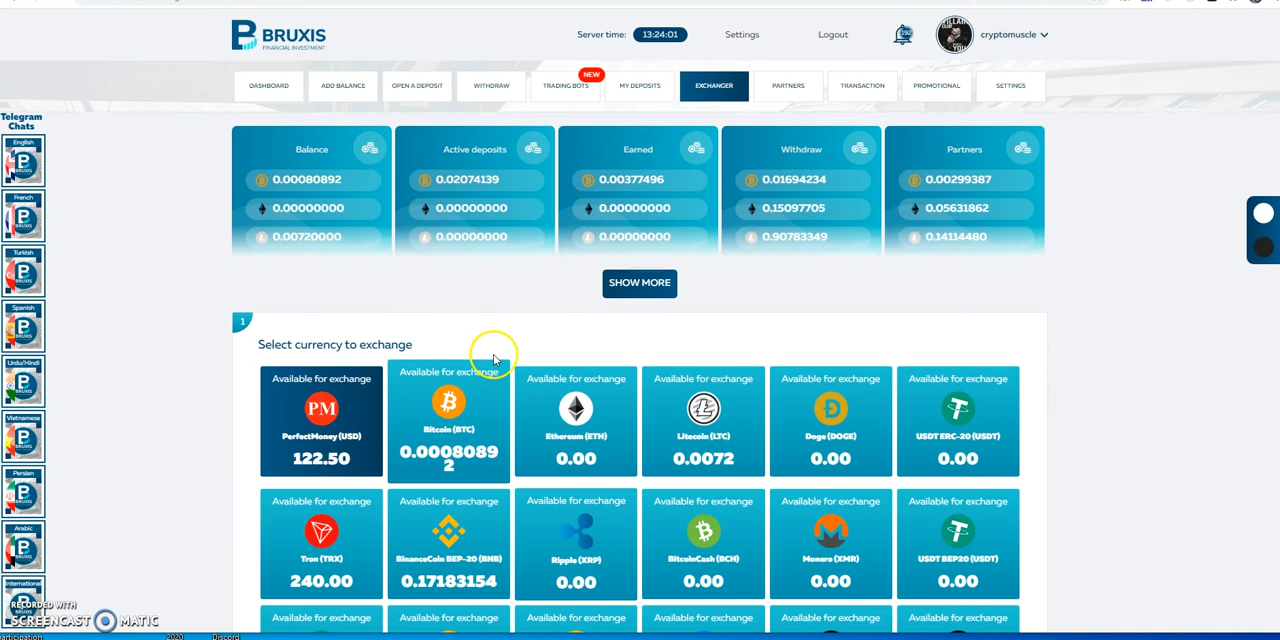 BRUXIS
FINANCIAL INVESTMENT
Server time: 13:24:01 Settings Logout 192 cryptomuscle
DASHBOARD ADD BALANCE OPEN A DEPOSIT WITHDRAW TRADING BOTS NEW MY DEPOSITS EXCHANGER PARTNERS TRANSACTION PROMOTIONAL SETTINGS
Telegram
Chats
English
French
Turkish
Spanish
Urdu/Hindi
Vietnamese
Persian
Arabic
International
Balance Active deposits Earned Withdraw Partners
0.00080892 0.02074139 0.00377496 0.01694234 0.00299387
0.00000000 0.00000000 0.00000000 0.15097705 0.05631862
0.00720000 0.00000000 0.00000000 0.90783349 0.14114480
SHOW MORE
1
Select currency to exchange
Available for exchange Available for exchange Available for exchange Available for exchange Available for exchange Available for exchange
PM
PerfectMoney (USD) Bitcoin (BTC) Ethereum (ETH) Litecoin (LTC) Doge (DOGE) USDT ERC-20 (USDT)
122.50 0.0008089 0.00 0.0072 0.00 0.00
2
Available for exchange Available for exchange Available for exchange Available for exchange Available for exchange Available for exchange
Tron (TRX) BinanceCoin BEP-20 (BNB) Ripple (XRP) BitcoinCash (BCH) Monero (XMR) USDT BEP20 (USDT)
240.00 0.17183154 0.00 0.00 0.00 0.00
Available for exchange Available for exchange Available for exchange Available for exchange Available for exchange Available for exchange
RECORDED WITH
SCREENCAST MATIC
participation 2020 Discord